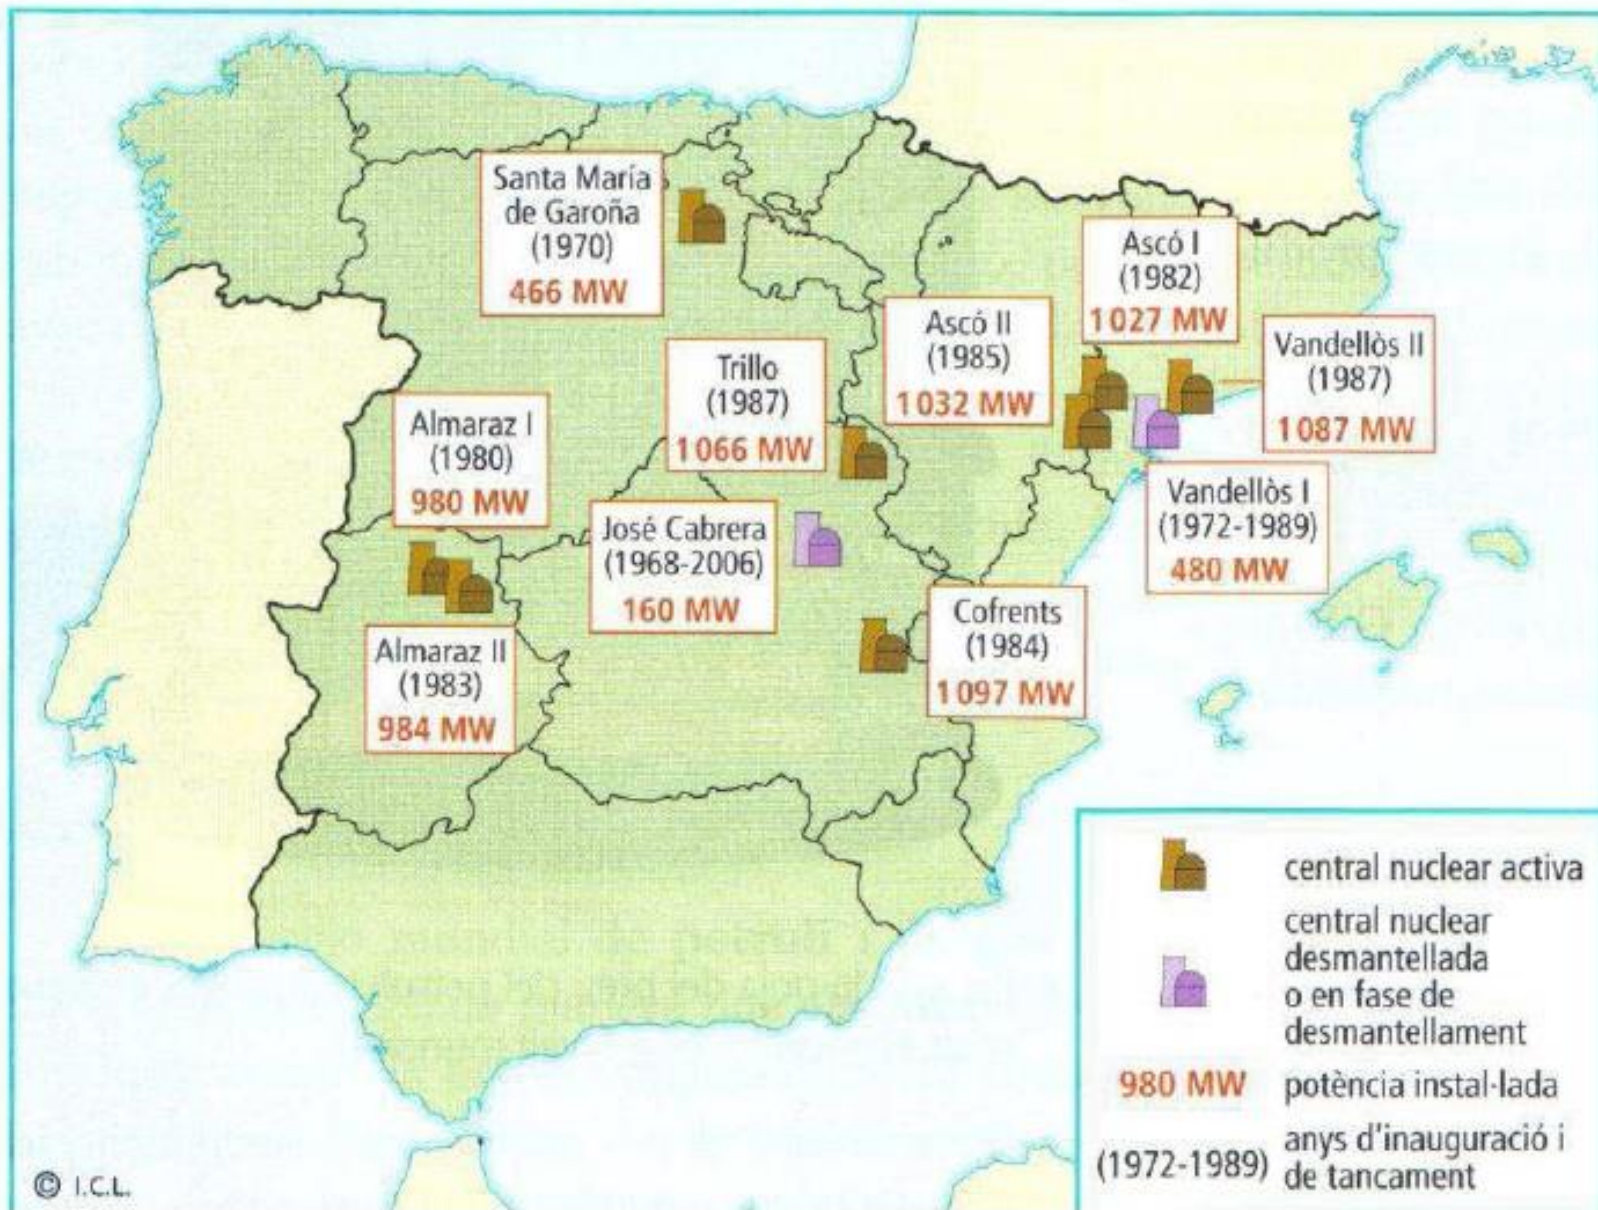 Santa María
de Garoña
(1970)
466 MW
Ascó I
(1982)
1027 MW
Ascó II
(1985)
1032 MW
Vandellòs II
(1987)
1087 MW
Trillo
(1987)
1066 MW
Almaraz I
(1980)
980 MW
Vandellòs I
(1972-1989)
480 MW
José Cabrera
(1968-2006)
160 MW
Cofrents
(1984)
1097 MW
Almaraz II
(1983)
984 MW
central nuclear activa
central nuclear
desmantellada
o en fase de
desmantellament
980 MW potència instal·lada
(1972-1989) anys d'inauguració i
de tancament
© I.C.L.